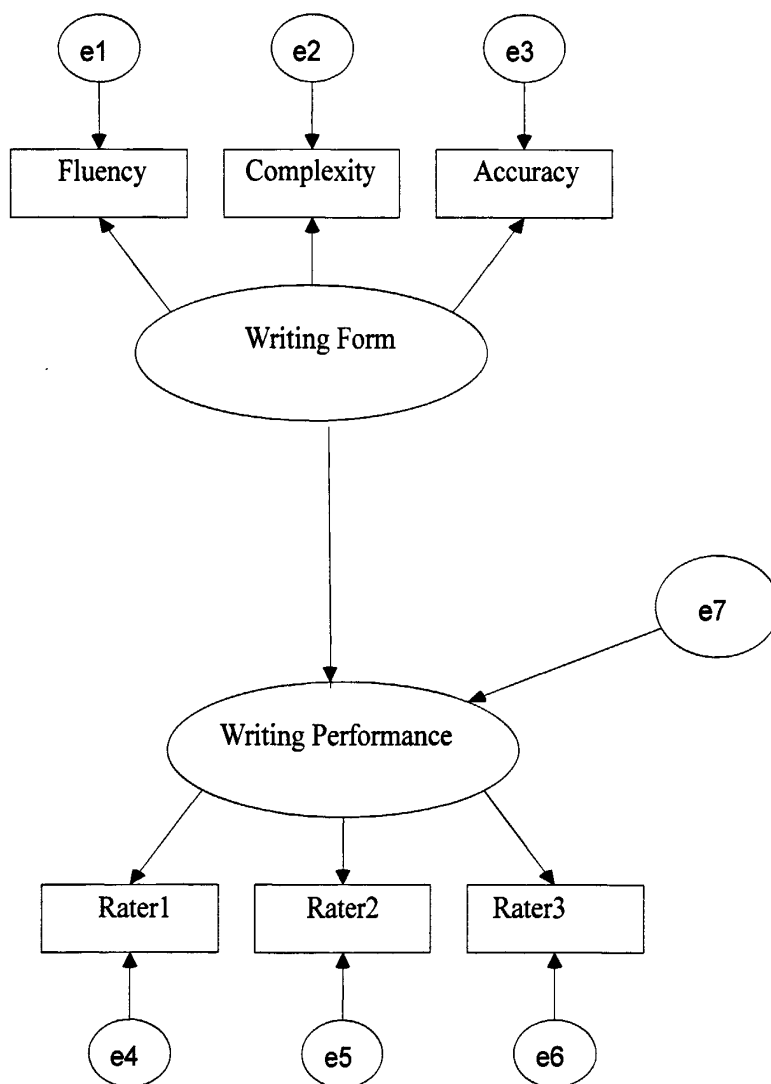 e1 e2 e3
Fluency Complexity Accuracy
Writing Form
e7
Writing Performance
Rater1 Rater2 Rater3
e4 e5 e6